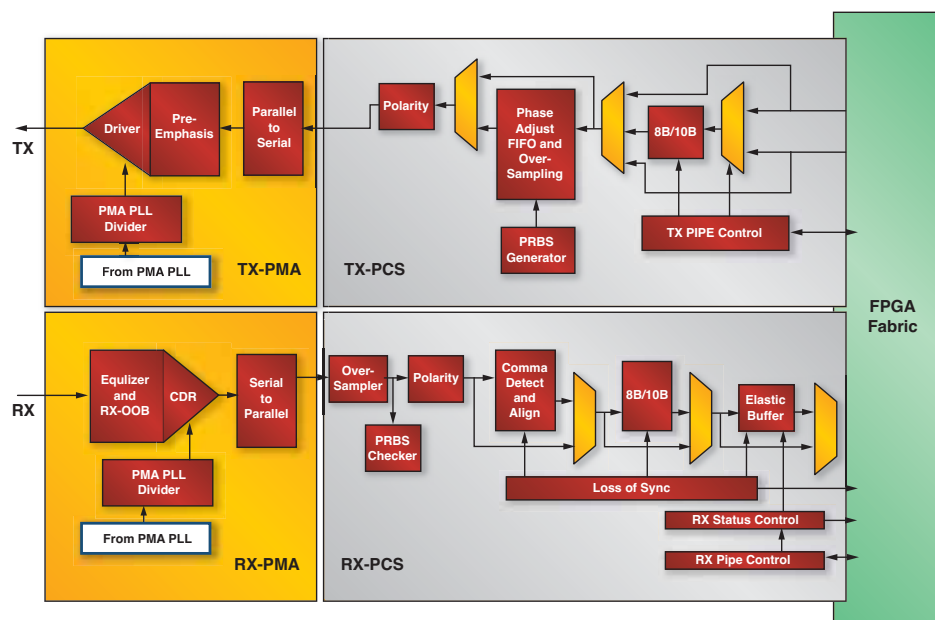 TX
Driver
Pre-
Emphasis
Parallel
to
Serial
PMA PLL
Divider
From PMA PLL
TX-PMA
Polarity
Phase
Adjust
FIFO and
Over-
Sampling
8B/10B
PRBS
Generator
TX PIPE Control
TX-PCS
FPGA
Fabric
RX
Equlizer
and
RX-OOB
CDR
Serial
to
Parallel
PMA PLL
Divider
From PMA PLL
RX-PMA
Over-
Sampler
Polarity
PRBS
Checker
Comma
Detect
and
Align
8B/10B
Elastic
Buffer
Loss of Sync
RX Status Control
RX Pipe Control
RX-PCS